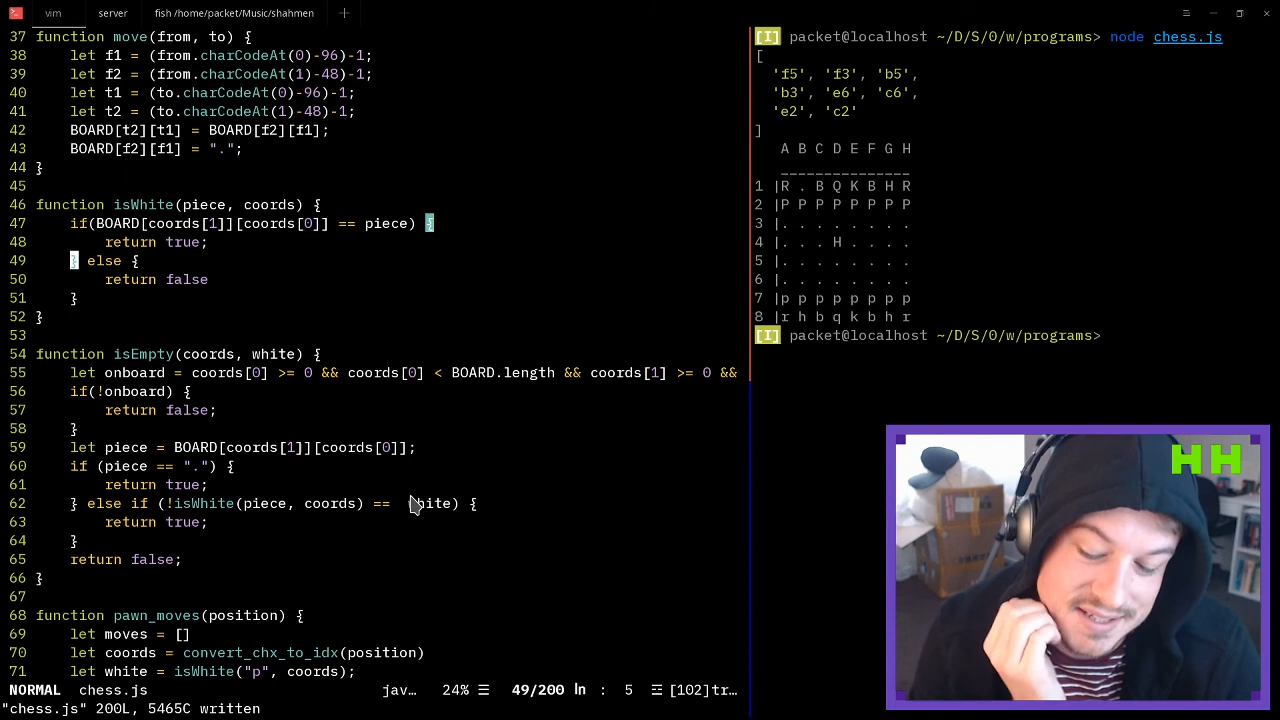 vim server fish /home/packet/Music/shahmen
37 function move(from, to) {
38     let f1 = (from.charCodeAt(0)-96)-1;
39     let f2 = (from.charCodeAt(1)-48)-1;
40     let t1 = (to.charCodeAt(0)-96)-1;
41     let t2 = (to.charCodeAt(1)-48)-1;
42     BOARD[t2][t1] = BOARD[f2][f1];
43     BOARD[f2][f1] = ".";
44 }
45
46 function isWhite(piece, coords) {
47     if(BOARD[coords[1]][coords[0]] == piece) {
48         return true;
49     } else {
50         return false
51     }
52 }
53
54 function isEmpty(coords, white) {
55     let onboard = coords[0] >= 0 && coords[0] < BOARD.length && coords[1] >= 0 &&
56     if(!onboard) {
57         return false;
58     }
59     let piece = BOARD[coords[1]][coords[0]];
60     if (piece == ".") {
61         return true;
62     } else if (!isWhite(piece, coords) ==  white) {
63         return true;
64     }
65     return false;
66 }
67
68 function pawn_moves(position) {
69     let moves = []
70     let coords = convert_chx_to_idx(position)
71     let white = isWhite("p", coords);
NORMAL chess.js jav… 24% ☰ 49/200 ln : 5 ☲ [102]tr…
"chess.js" 200L, 5465C written
[I] packet@localhost ~/D/S/0/w/programs> node chess.js
[
  'f5', 'f3', 'b5',
  'b3', 'e6', 'c6',
  'e2', 'c2'
]
   A B C D E F G H
   _______________
1 |R . B Q K B H R
2 |P P P P P P P P
3 |. . . . . . . .
4 |. . . H . . . .
5 |. . . . . . . .
6 |. . . . . . . .
7 |p p p p p p p p
8 |r h b q k b h r
[I] packet@localhost ~/D/S/0/w/programs>
HH